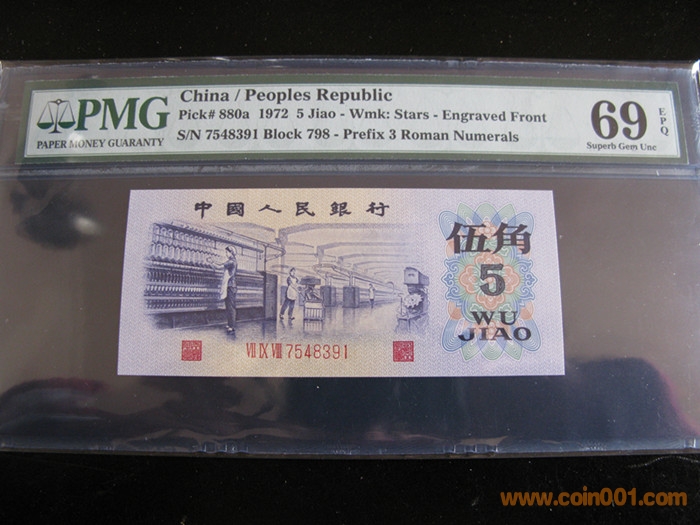 PMG
PAPER MONEY GUARANTY
China / Peoples Republic
Pick# 880a 1972 5 Jiao - Wmk: Stars - Engraved Front
S/N 7548391 Block 798 - Prefix 3 Roman Numerals
69 EPQ
Superb Gem Unc
中國人民銀行
伍角
5
WU
JIAO
VII IX VIII 7548391
www.coin001.com